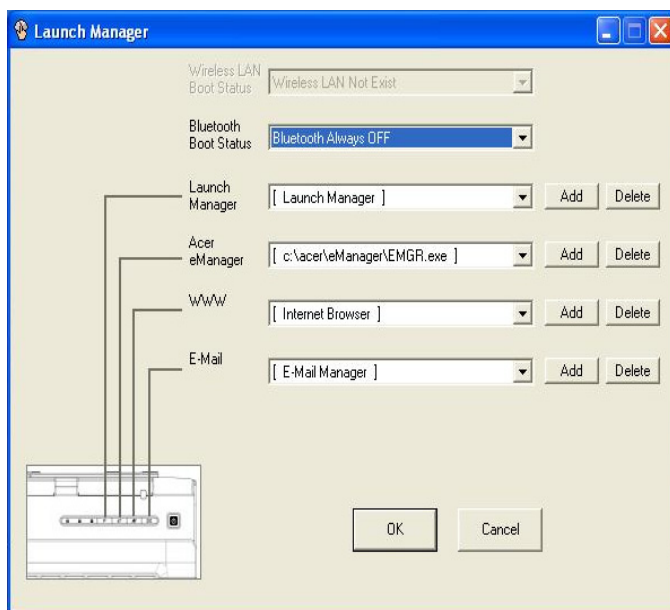 Launch Manager
Wireless LAN
Boot Status
Wireless LAN Not Exist
Bluetooth
Boot Status
Bluetooth Always OFF
Launch
Manager
[ Launch Manager ]
Add
Delete
Acer
eManager
[ c:\acer\eManager\EMGR.exe ]
Add
Delete
WWW
[ Internet Browser ]
Add
Delete
E-Mail
[ E-Mail Manager ]
Add
Delete
OK
Cancel